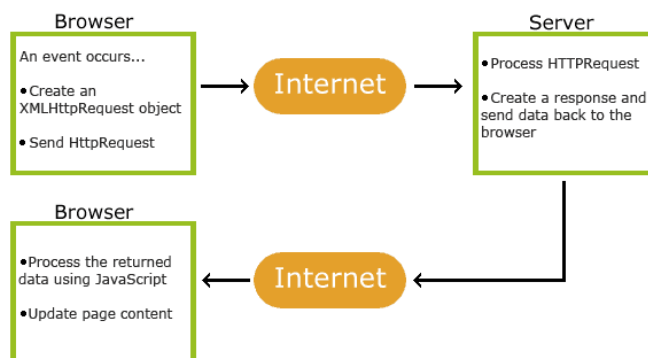 Browser
An event occurs...
•Create an
XMLHttpRequest object
• Send HttpRequest
Internet
Server
•Process HTTPRequest
•Create a response and
send data back to the
browser
Browser
•Process the returned
data using JavaScript
•Update page content
Internet